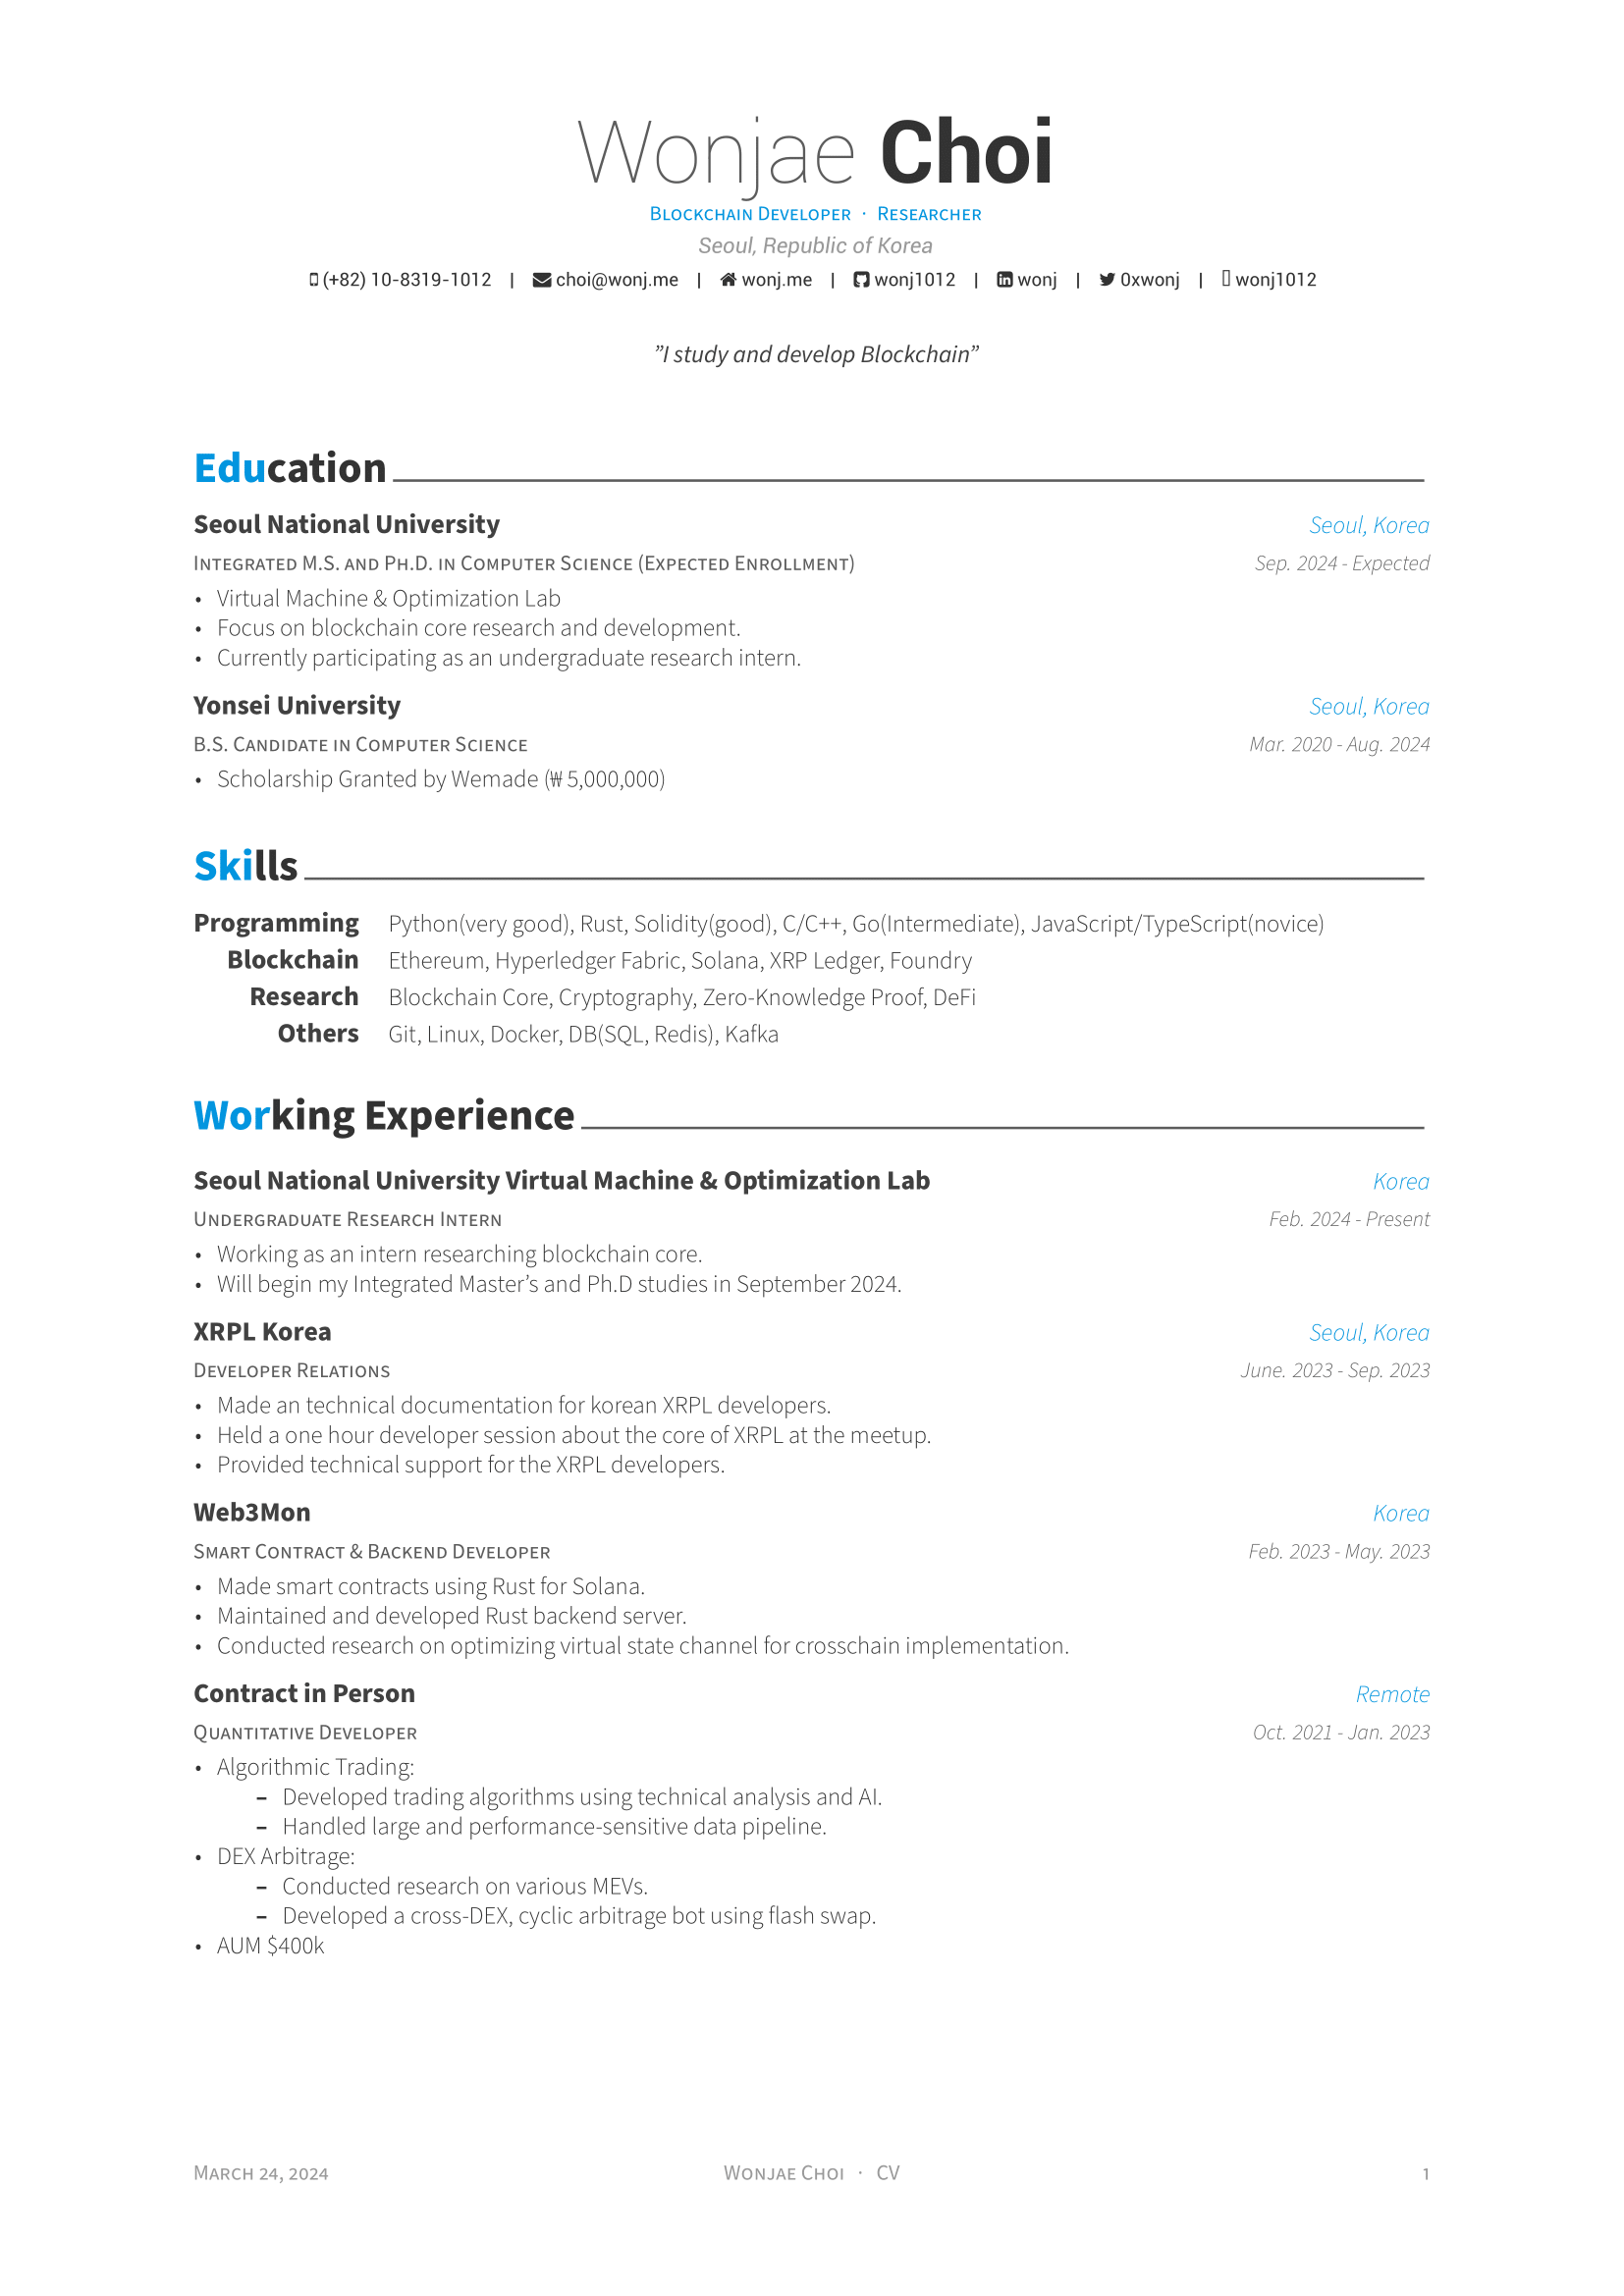 Wonjae Choi
Blockchain Developer · Researcher
Seoul, Republic of Korea
(+82) 10-8319-1012 | choi@wonj.me | wonj.me | wonj1012 | wonj | 0xwonj | wonj1012
”I study and develop Blockchain”
Education
Seoul National University Seoul, Korea
Integrated M.S. and Ph.D. in Computer Science (Expected Enrollment) Sep. 2024 - Expected
• Virtual Machine & Optimization Lab
• Focus on blockchain core research and development.
• Currently participating as an undergraduate research intern.
Yonsei University Seoul, Korea
B.S. Candidate in Computer Science Mar. 2020 - Aug. 2024
• Scholarship Granted by Wemade (₩ 5,000,000)
Skills
Programming Python(very good), Rust, Solidity(good), C/C++, Go(Intermediate), JavaScript/TypeScript(novice)
Blockchain Ethereum, Hyperledger Fabric, Solana, XRP Ledger, Foundry
Research Blockchain Core, Cryptography, Zero-Knowledge Proof, DeFi
Others Git, Linux, Docker, DB(SQL, Redis), Kafka
Working Experience
Seoul National University Virtual Machine & Optimization Lab Korea
Undergraduate Research Intern Feb. 2024 - Present
• Working as an intern researching blockchain core.
• Will begin my Integrated Master’s and Ph.D studies in September 2024.
XRPL Korea Seoul, Korea
Developer Relations June. 2023 - Sep. 2023
• Made an technical documentation for korean XRPL developers.
• Held a one hour developer session about the core of XRPL at the meetup.
• Provided technical support for the XRPL developers.
Web3Mon Korea
Smart Contract & Backend Developer Feb. 2023 - May. 2023
• Made smart contracts using Rust for Solana.
• Maintained and developed Rust backend server.
• Conducted research on optimizing virtual state channel for crosschain implementation.
Contract in Person Remote
Quantitative Developer Oct. 2021 - Jan. 2023
• Algorithmic Trading:
– Developed trading algorithms using technical analysis and AI.
– Handled large and performance-sensitive data pipeline.
• DEX Arbitrage:
– Conducted research on various MEVs.
– Developed a cross-DEX, cyclic arbitrage bot using flash swap.
• AUM $400k
March 24, 2024 Wonjae Choi · CV 1